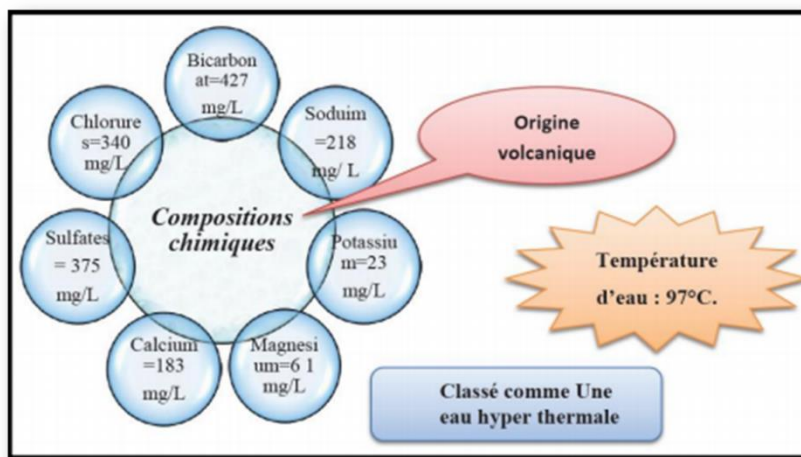 Bicarbon
at=427
mg/L
Soduim
=218
mg/ L
Potassiu
m=23
mg/L
Magnesi
um=6 1
mg/L
Calcium
=183
mg/L
Sulfates
= 375
mg/L
Chlorure
s=340
mg/L
Compositions
chimiques
Origine
volcanique
Température
d'eau : 97°C.
Classé comme Une
eau hyper thermale